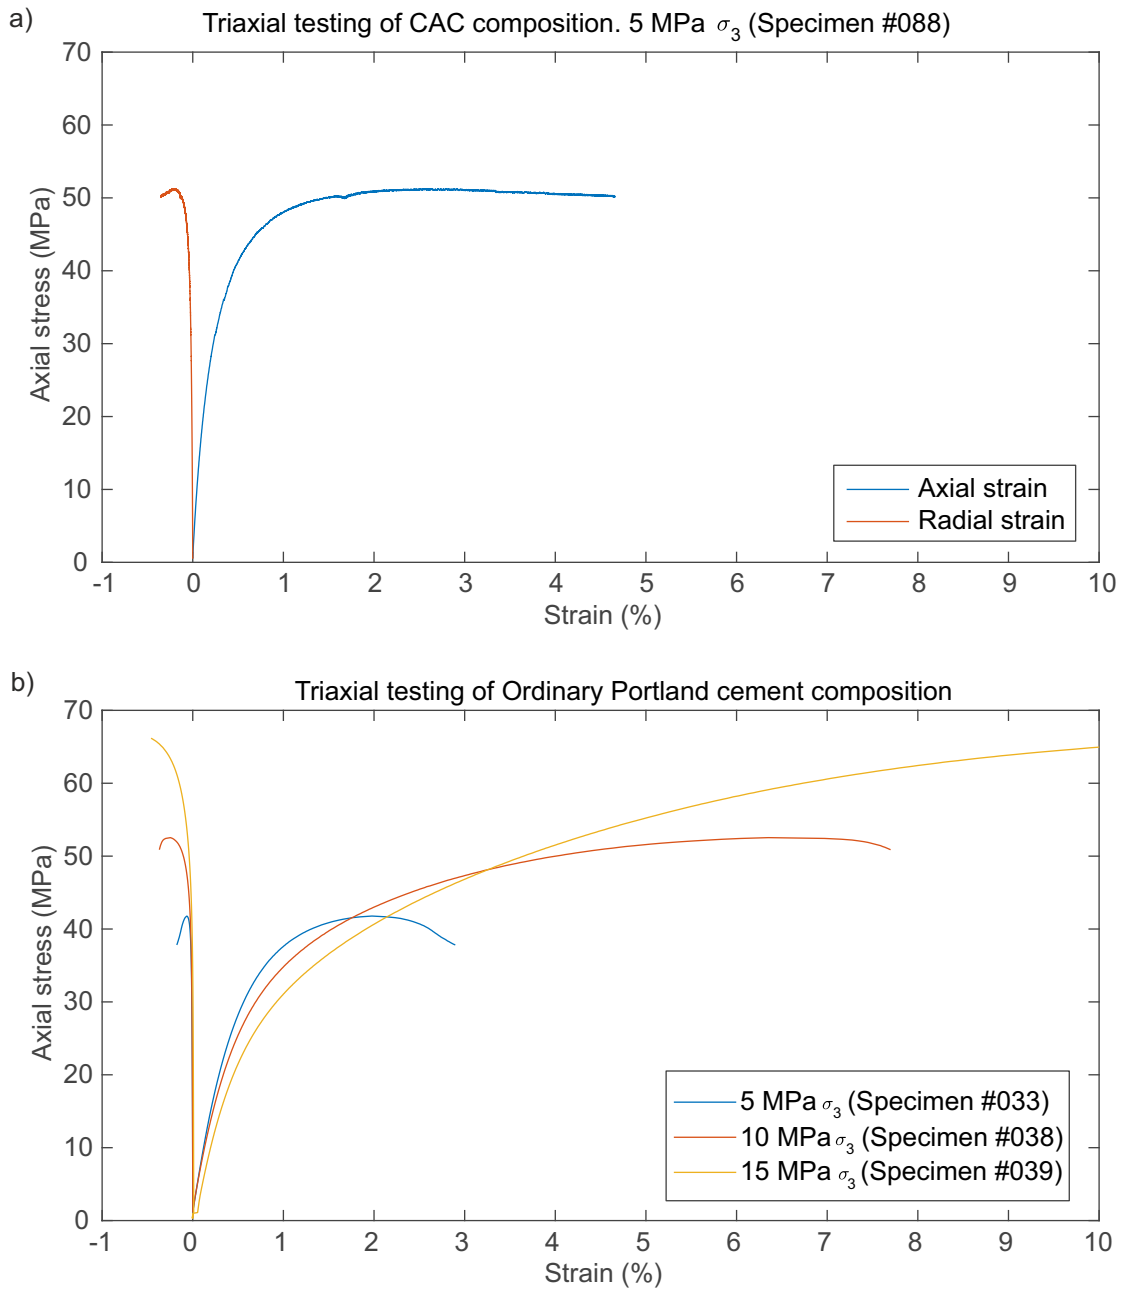 a)
Triaxial testing of CAC composition. 5 MPa σ3 (Specimen #088)
70
60
50
40
30
20
10
0
Axial stress (MPa)
Axial strain
Radial strain
-1 0 1 2 3 4 5 6 7 8 9 10
Strain (%)
b)
Triaxial testing of Ordinary Portland cement composition
70
60
50
40
30
20
10
0
Axial stress (MPa)
5 MPa σ3 (Specimen #033)
10 MPa σ3 (Specimen #038)
15 MPa σ3 (Specimen #039)
-1 0 1 2 3 4 5 6 7 8 9 10
Strain (%)